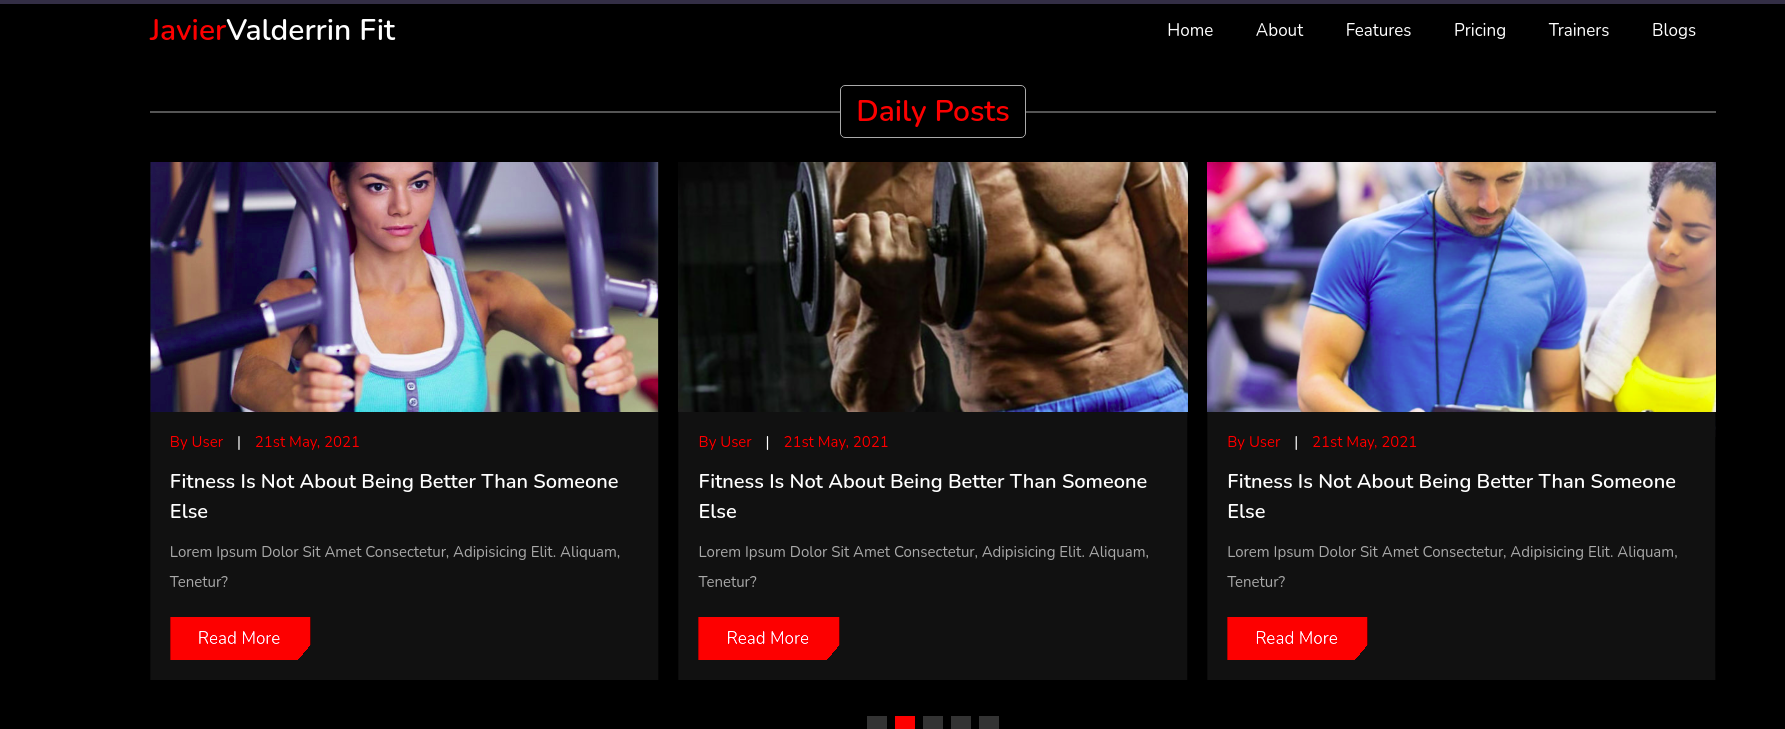 JavierValderrin Fit
Home About Features Pricing Trainers Blogs
Daily Posts
By User | 21st May, 2021
Fitness Is Not About Being Better Than Someone
Else
Lorem Ipsum Dolor Sit Amet Consectetur, Adipisicing Elit. Aliquam,
Tenetur?
Read More
By User | 21st May, 2021
Fitness Is Not About Being Better Than Someone
Else
Lorem Ipsum Dolor Sit Amet Consectetur, Adipisicing Elit. Aliquam,
Tenetur?
Read More
By User | 21st May, 2021
Fitness Is Not About Being Better Than Someone
Else
Lorem Ipsum Dolor Sit Amet Consectetur, Adipisicing Elit. Aliquam,
Tenetur?
Read More